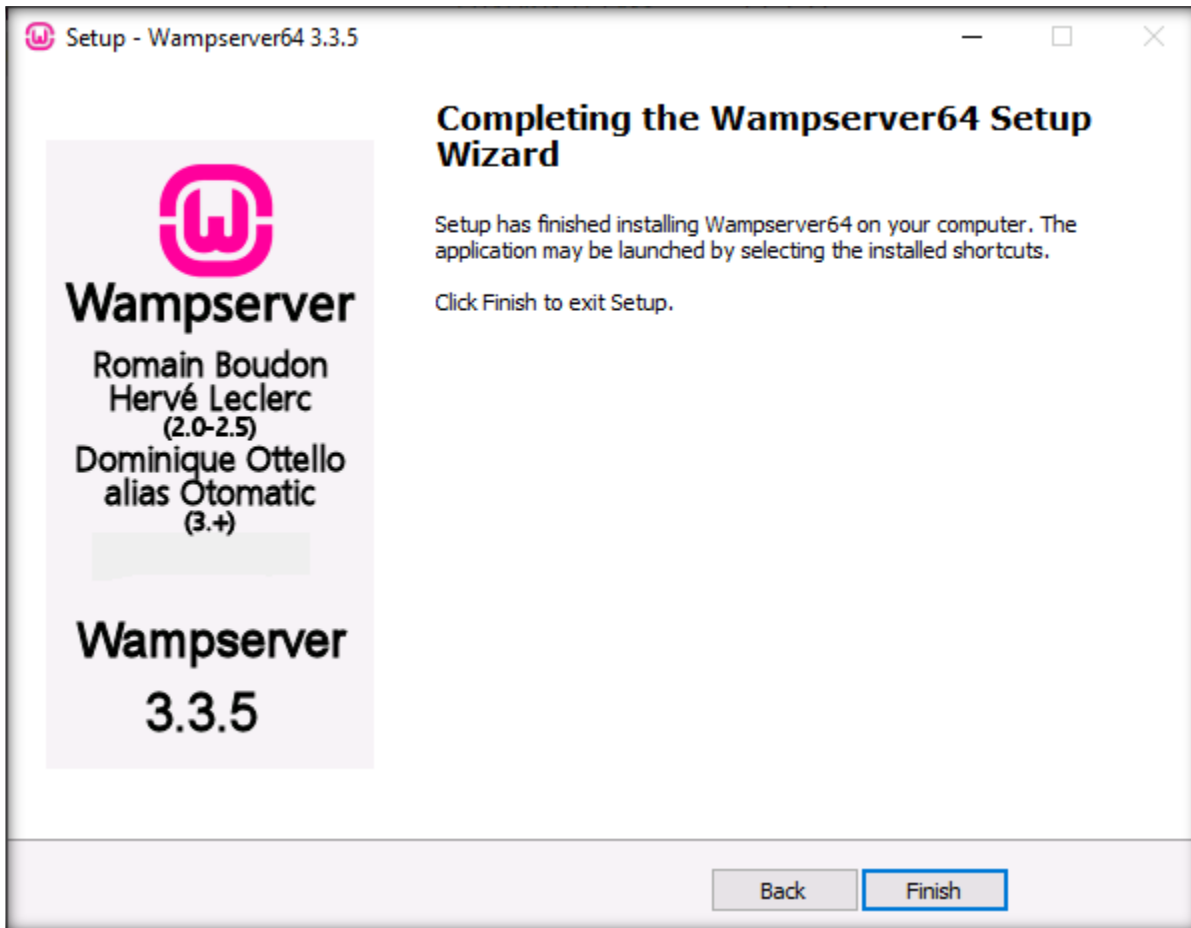 Setup - Wampserver64 3.3.5
Completing the Wampserver64 Setup
Wizard
Setup has finished installing Wampserver64 on your computer. The
application may be launched by selecting the installed shortcuts.
Click Finish to exit Setup.
Wampserver
Romain Boudon
Hervé Leclerc
(2.0-2.5)
Dominique Ottello
alias Otomatic
(3.+)
Wampserver
3.3.5
Back
Finish